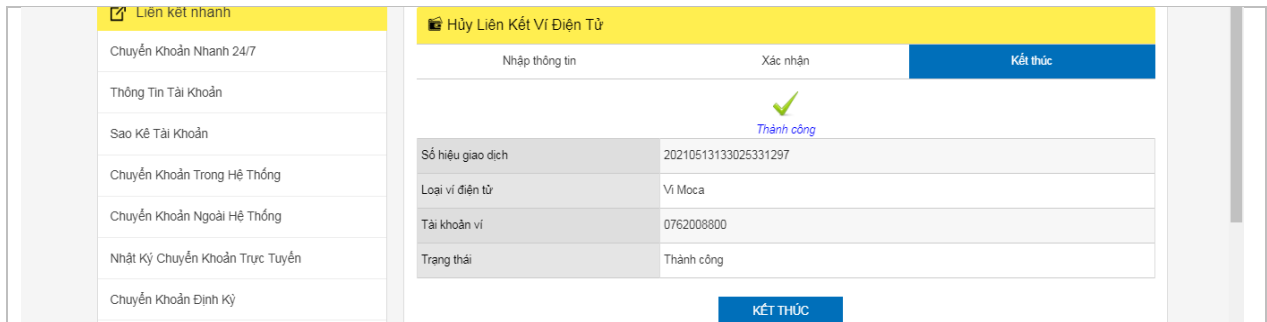 Liên kết nhanh
Chuyển Khoản Nhanh 24/7
Thông Tin Tài Khoản
Sao Kê Tài Khoản
Chuyển Khoản Trong Hệ Thống
Chuyển Khoản Ngoài Hệ Thống
Nhật Ký Chuyển Khoản Trực Tuyến
Chuyển Khoản Định Kỳ
Hủy Liên Kết Ví Điện Tử
Nhập thông tin Xác nhận Kết thúc
Thành công
Số hiệu giao dịch 20210513133025331297
Loại ví điện tử Ví Moca
Tài khoản ví 0762008800
Trạng thái Thành công
KẾT THÚC